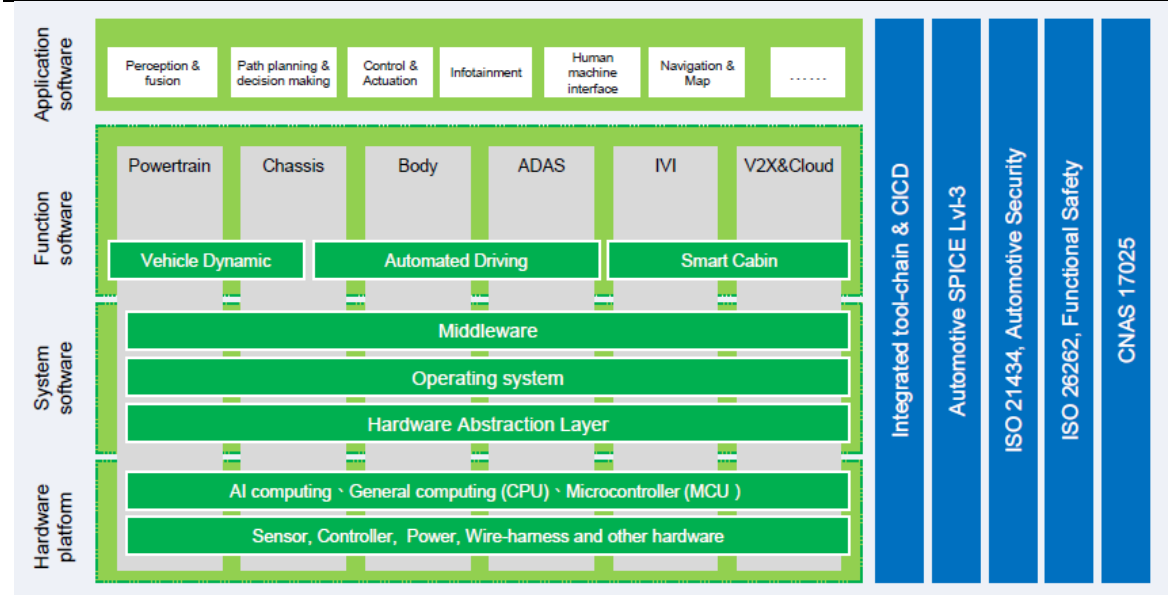 Application
software
Perception &
fusion
Path planning &
decision making
Control &
Actuation
Infotainment
Human
machine
interface
Navigation &
Map
......
Function
software
Powertrain
Chassis
Body
ADAS
IVI
V2X&Cloud
Vehicle Dynamic
Automated Driving
Smart Cabin
System
software
Middleware
Operating system
Hardware Abstraction Layer
Hardware
platform
AI computing、General computing (CPU)、Microcontroller (MCU )
Sensor, Controller, Power, Wire-harness and other hardware
Integrated tool-chain & CICD
Automotive SPICE Lvl-3
ISO 21434, Automotive Security
ISO 26262, Functional Safety
CNAS 17025